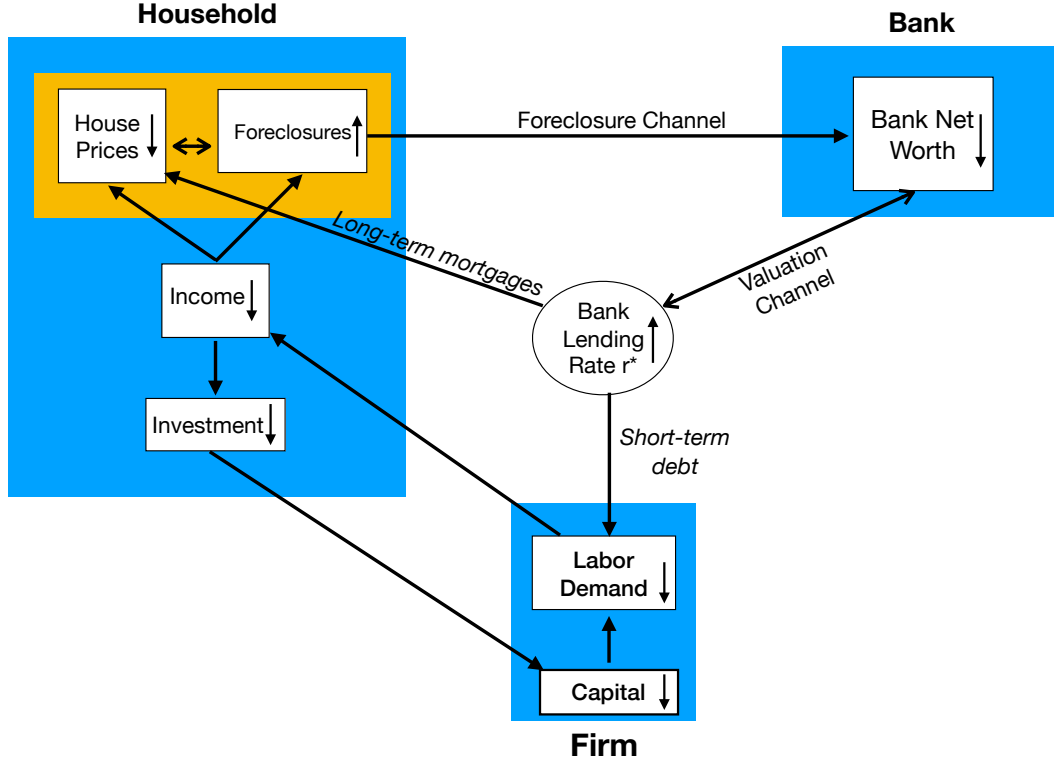 Household
Bank
House
Prices
Foreclosures
Foreclosure Channel
Bank Net
Worth
Long-term mortgages
Valuation
Channel
Income
Bank
Lending
Rate r*
Investment
Short-term
debt
Labor
Demand
Capital
Firm